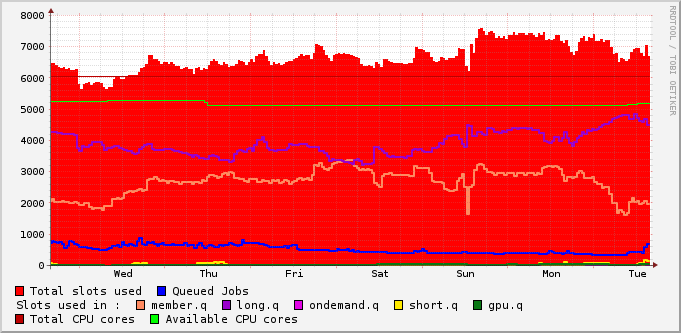 8000
7000
6000
5000
4000
3000
2000
1000
0
Wed Thu Fri Sat Sun Mon Tue
Total slots used Queued Jobs
Slots used in : member.q long.q ondemand.q short.q gpu.q
Total CPU cores Available CPU cores
RRDTOOL / TOBI OETIKER